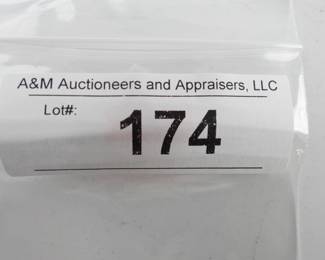 A&M Auctioneers and Appraisers, LLC
Lot#:
174